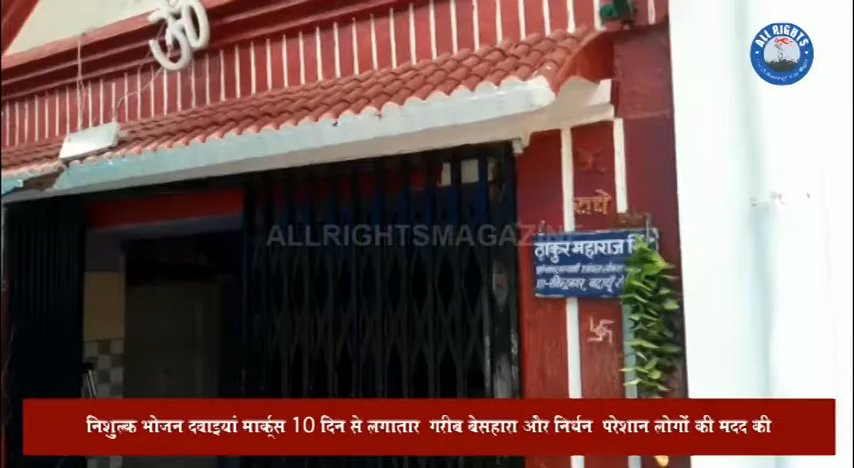 ॐ
ALL RIGHTS
ALLRIGHTSMAGAZINE
राधे
ठाकुर महाराज
निशुल्क भोजन दवाइयां मार्क्स 10 दिन से लगातार गरीब बेसहारा और निर्धन परेशान लोगों की मदद की